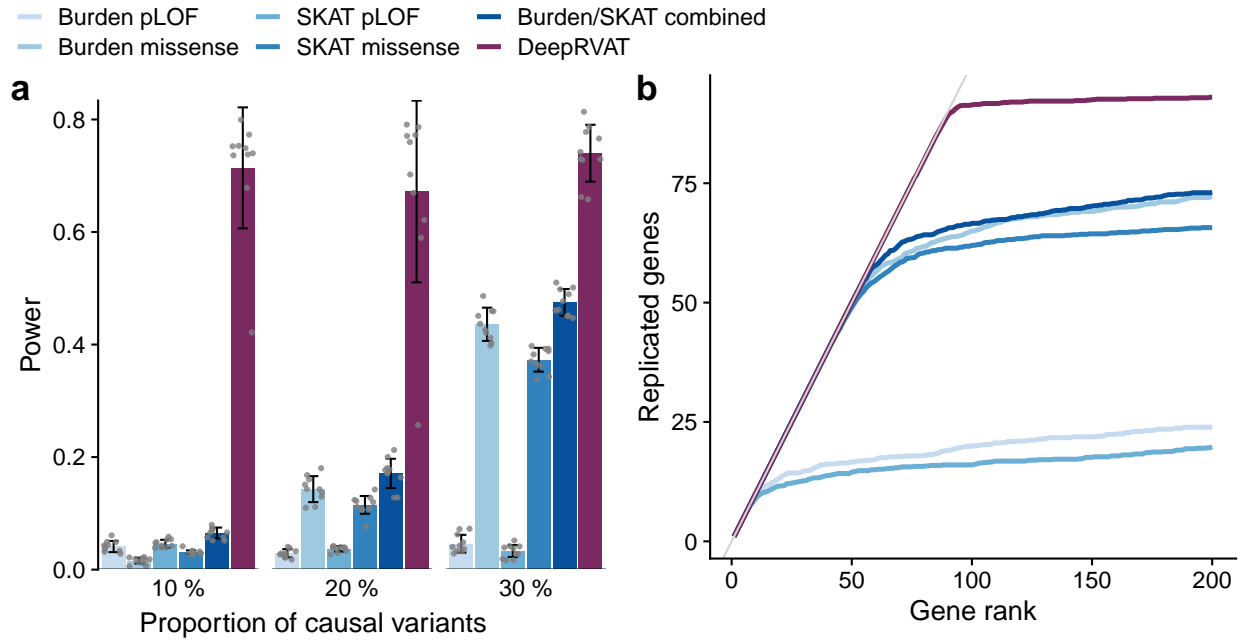 Burden pLOF SKAT pLOF Burden/SKAT combined
Burden missense SKAT missense DeepRVAT
a
0.8
0.6
0.4
0.2
0.0
Power
10 % 20 % 30 %
Proportion of causal variants
b
75
50
25
0
Replicated genes
0 50 100 150 200
Gene rank